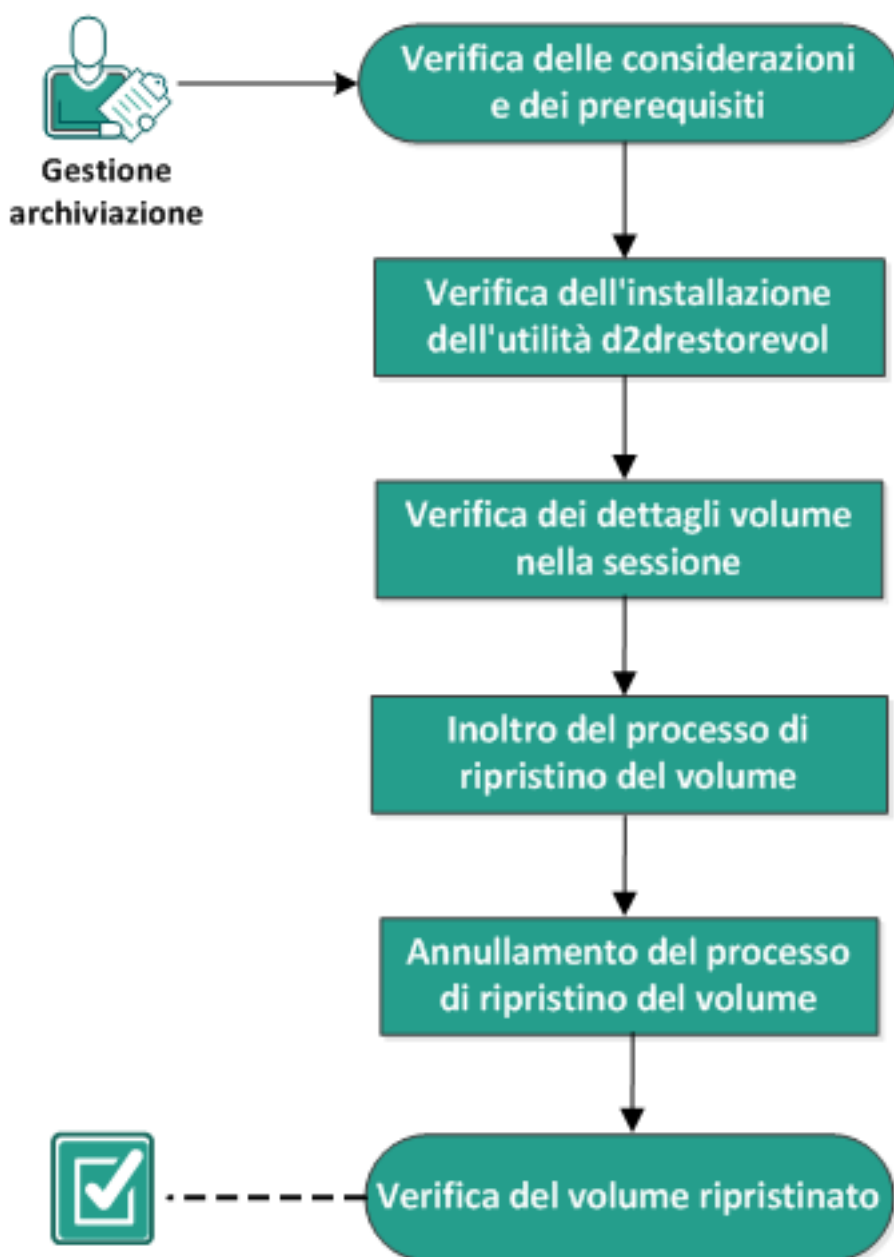 Gestione
archiviazione
Verifica delle considerazioni
e dei prerequisiti
Verifica dell'installazione
dell'utilità d2drestorevol
Verifica dei dettagli volume
nella sessione
Inoltro del processo di
ripristino del volume
Annullamento del processo
di ripristino del volume
Verifica del volume ripristinato